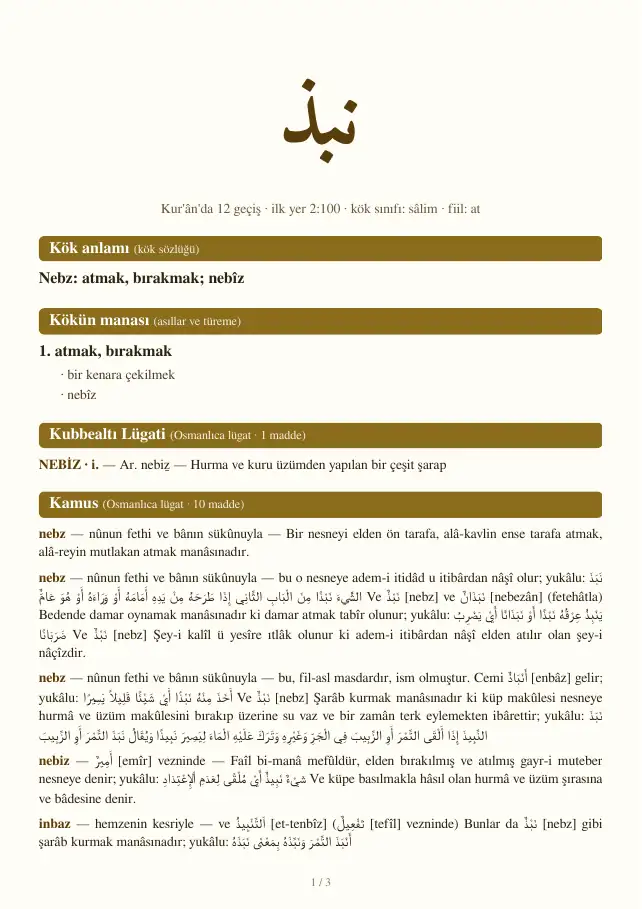 نبذ
Kur'ân'da 12 geçiş · ilk yer 2:100 · kök sınıfı: sâlim · fiil: at
Kök anlamı (kök sözlüğü)
Nebz: atmak, bırakmak; nebîz
Kökün manası (asıllar ve türeme)
1. atmak, bırakmak
· bir kenara çekilmek
· nebîz
Kubbealtı Lügati (Osmanlıca lügat · 1 madde)
NEBÎZ · i. — Ar. nebiẕ — Hurma ve kuru üzümden yapılan bir çeşit şarap
Kamus (Osmanlıca lügat · 10 madde)
nebz — nûnun fethi ve bânın sükûnuyla — Bir nesneyi elden ön tarafa, alâ-kavlin ense tarafa atmak,
alâ-reyin mutlakan atmak manâsınadır.
nebz — nûnun fethi ve bânın sükûnuyla — bu o nesneye adem-i itidâd u itibârdan nâşî olur; yukâlu: نَبَذَ
الشَّيْءَ نَبْذًا مِنَ الْبَابِ الثَّانِي إِذَا طَرَحَهُ مِنْ يَدِهِ أَمَامَهُ أَوْ وَرَاءَهُ أَوْ هُوَ عَامٌّ Ve نَبْذٌ [nebz] ve نَبَذَانٌ [nebezân] (fetehâtla)
Bedende damar oynamak manâsınadır ki damar atmak tabîr olunur; yukâlu: يَنْبِذُ عِرْقُهُ نَبْذًا أَوْ نَبَذَانًا أَيْ يَضْرِبُ
ضَرَبَانًا Ve نَبْذٌ [nebz] Şey-i kalîl ü yesîre ıtlâk olunur ki adem-i itibârdan nâşî elden atılır olan şey-i
nâçîzdir.
nebz — nûnun fethi ve bânın sükûnuyla — bu, fil-asl masdardır, ism olmuştur. Cemi أَنْبَاذٌ [enbâz] gelir;
yukâlu: أَخَذَ مِنْهُ نَبْذًا أَيْ شَيْئًا قَلِيلاً يَسِيرًا Ve نَبْذٌ [nebz] Şarâb kurmak manâsınadır ki küp makûlesi nesneye
hurmâ ve üzüm makûlesini bırakıp üzerine su vaz ve bir zamân terk eylemekten ibârettir; yukâlu: نَبَذَ
النَّبِيذَ إِذَا أَلْقَى التَّمْرَ أَوِ الزَّبِيبَ فِي الْجَرِّ وَغَيْرِهِ وَتَرَكَ عَلَيْهِ الْمَاءَ لِيَصِيرَ نَبِيذًا وَيُقَالُ نَبَذَ التَّمْرَ أَوِ الزَّبِيبَ
nebiz — أَمِيرٌ [emîr] vezninde — Faîl bi-manâ mefûldür, elden bırakılmış ve atılmış gayr-i muteber
nesneye denir; yukâlu: شَيْءٌ نَبِيذٌ أَيْ مُلْقًى لِعَدَمِ الْإِعْتِدَادِ Ve küpe basılmakla hâsıl olan hurma ve üzüm şırasına
ve bâdesine denir.
inbaz — hemzenin kesriyle — ve اَلتَّنْبِيذُ [et-tenbîz] (تَفْعِيلٌ [tefîl] vezninde) Bunlar da نَبْذٌ [nebz] gibi
şarâb kurmak manâsınadır; yukâlu: أَنْبَذَ التَّمْرَ وَنَبَّذَهُ بِمَعْنَى نَبَذَهُ
1 / 3